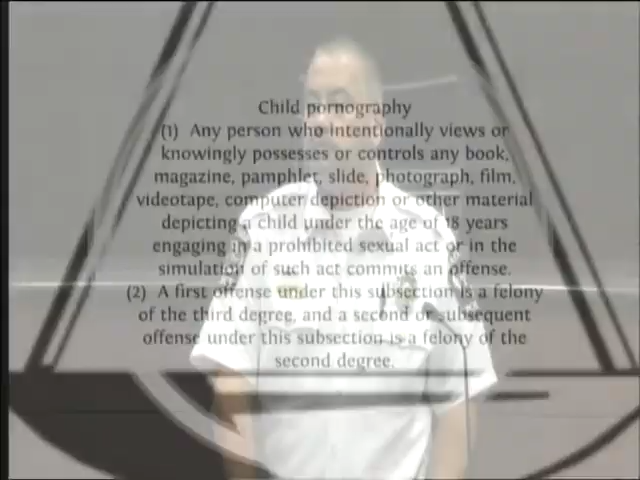 Child pornography
(1) Any person who intentionally views or
knowingly possesses or controls any book,
magazine, pamphlet, slide, photograph, film,
videotape, computer depiction or other material
depicting a child under the age of 18 years
engaging in a prohibited sexual act or in the
simulation of such act commits an offense.
(2) A first offense under this subsection is a felony
of the third degree, and a second or subsequent
offense under this subsection is a felony of the
second degree.